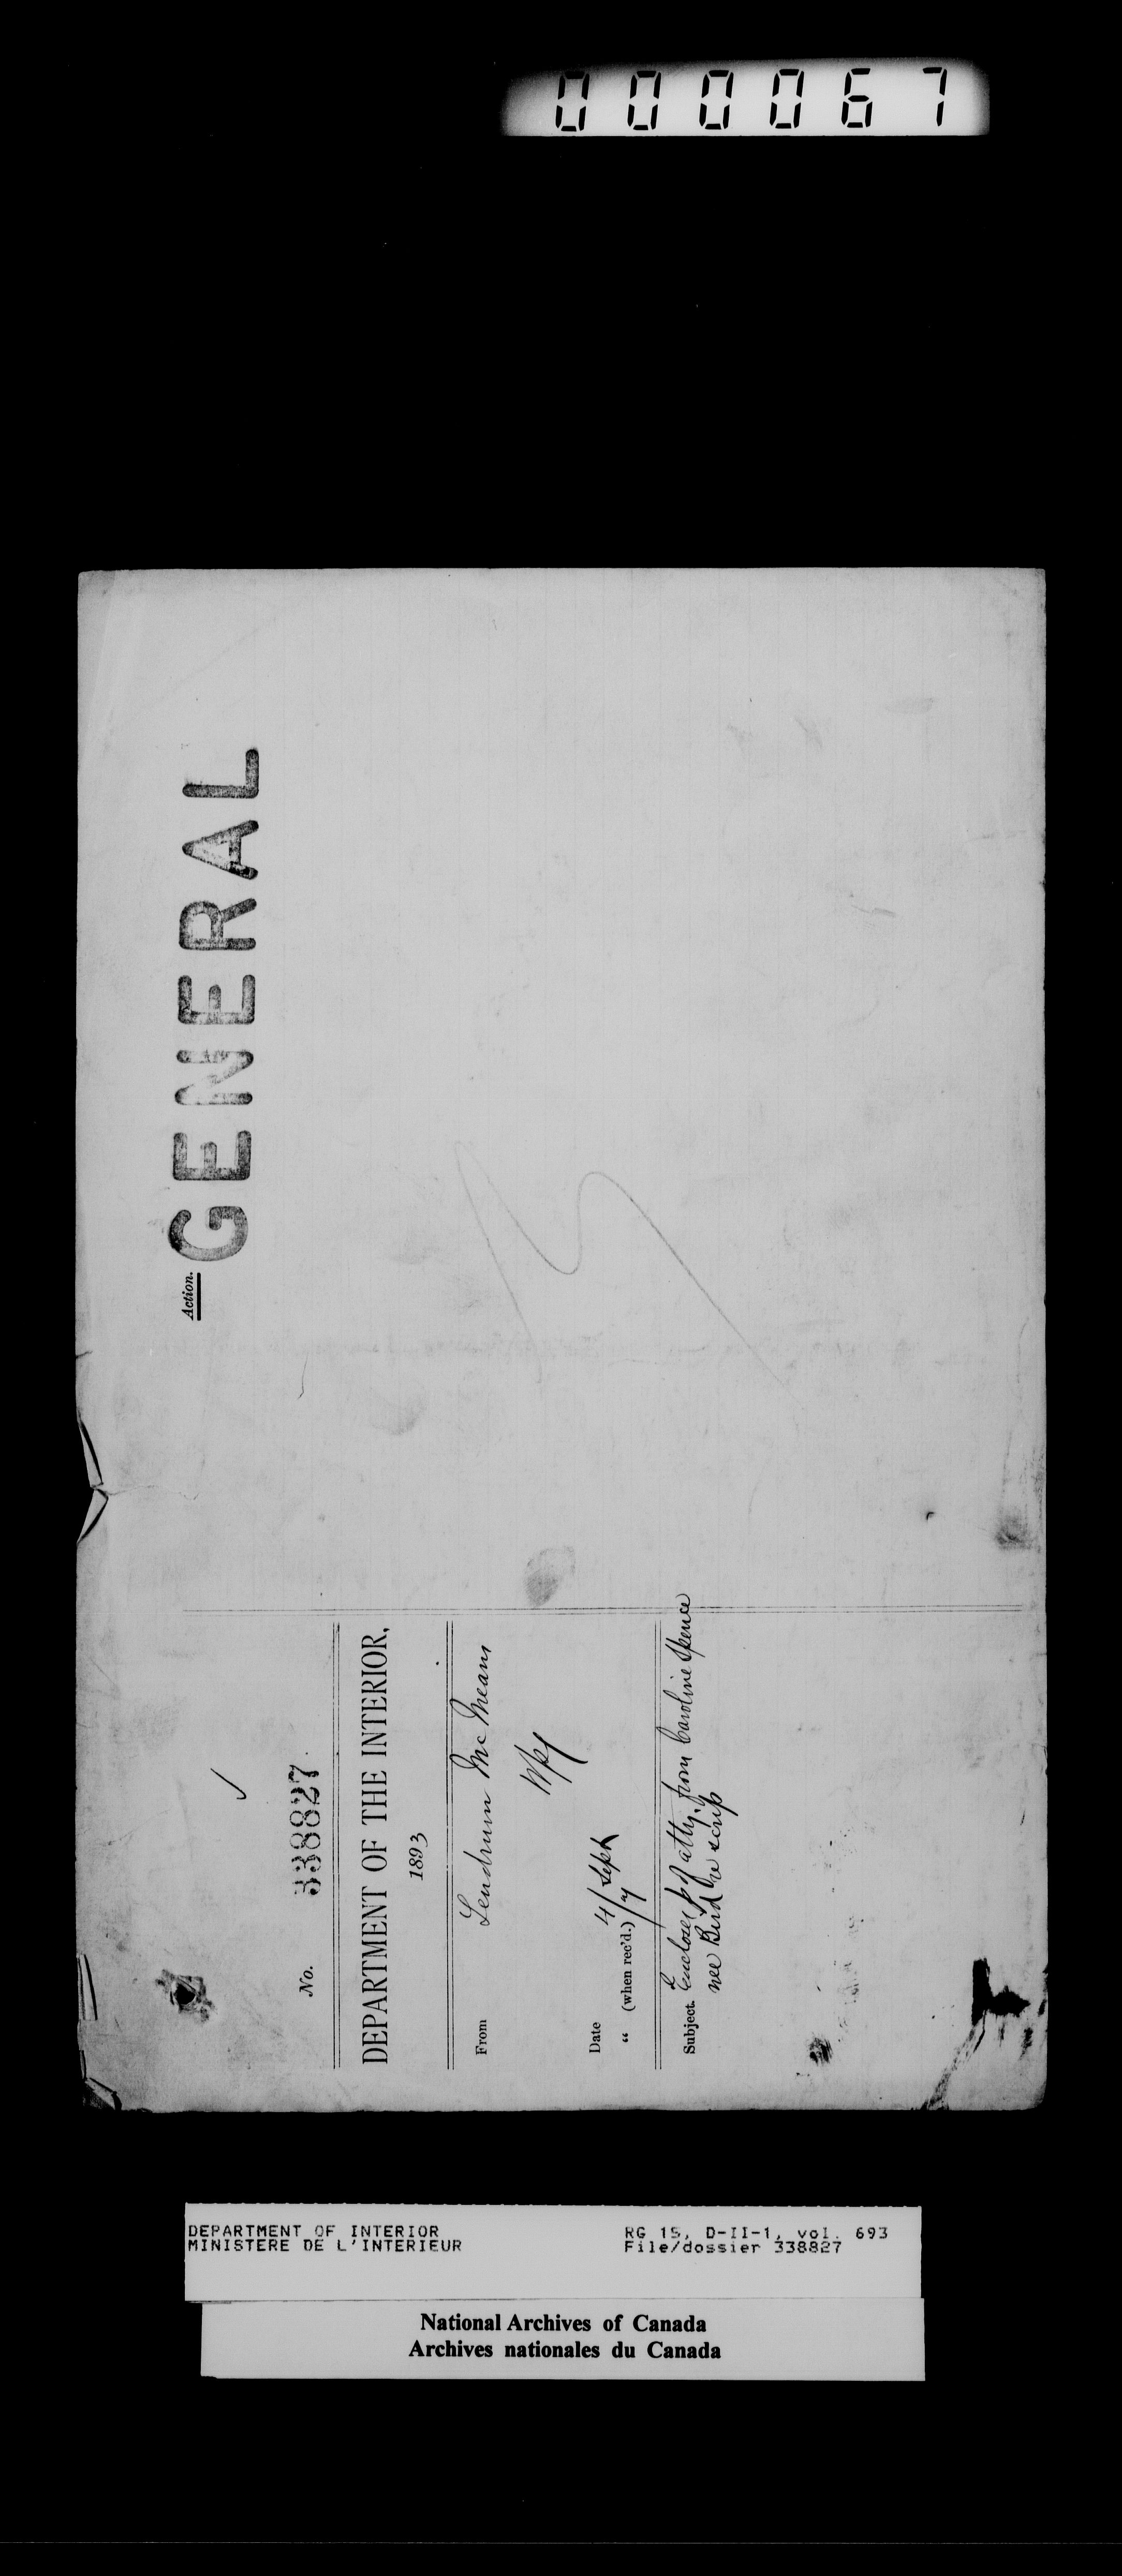 000067
Action.
GENERAL
No. 338827
DEPARTMENT OF THE INTERIOR,
1893
From Lendrum McMeans
Wpg
Date 4/ Sept
" (when rec'd.) 7
Subject. Encloses p of atty. from Caroline Spence
nee Bird re scrip
DEPARTMENT OF INTERIOR
MINISTERE DE L'INTERIEUR
RG 15, D-II-1, vol. 693
File/dossier 338827
National Archives of Canada
Archives nationales du Canada